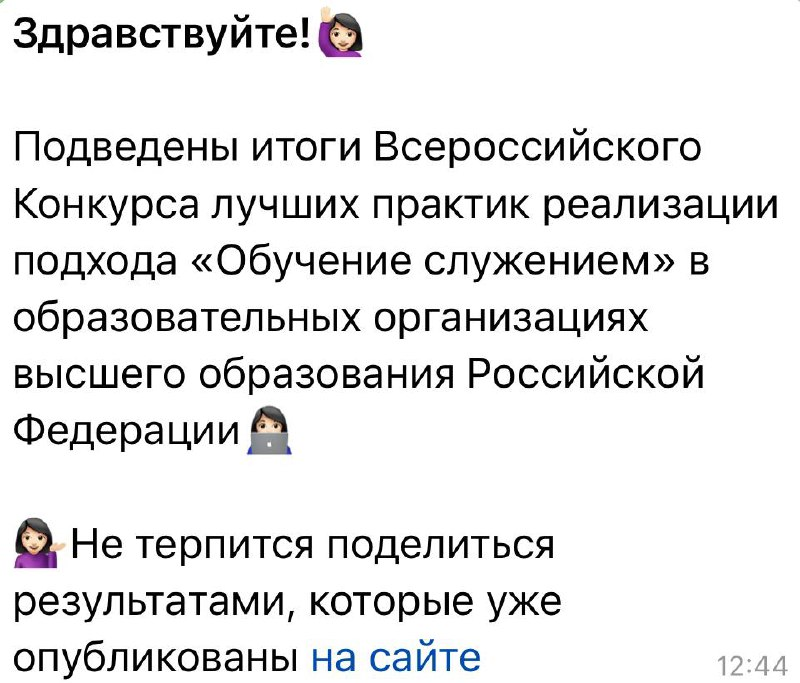 Здравствуйте!🙋🏻‍♀️
Подведены итоги Всероссийского
Конкурса лучших практик реализации
подхода «Обучение служением» в
образовательных организациях
высшего образования Российской
Федерации👩🏻‍💻
💁🏻‍♀️Не терпится поделиться
результатами, которые уже
опубликованы на сайте
12:44